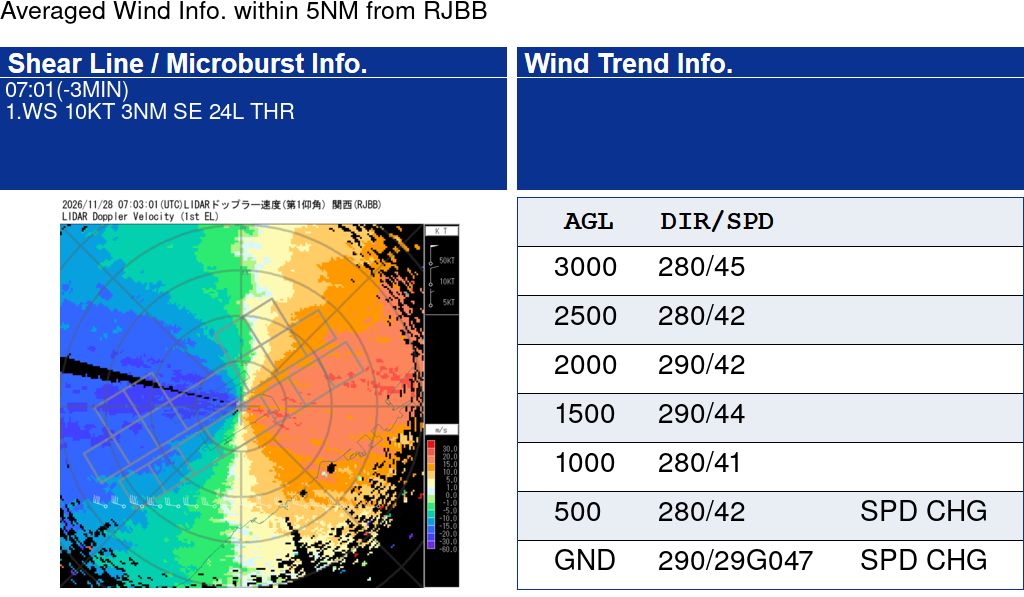 Averaged Wind Info. within 5NM from RJBB
Shear Line / Microburst Info.
07:01(-3MIN)
1.WS 10KT 3NM SE 24L THR
Wind Trend Info.
2026/11/28 07:03:01(UTC)LIDARドップラー速度(第1仰角) 関西(RJBB)
LIDAR Doppler Velocity (1st EL)
KT
50KT
10KT
5KT
m/s
30.0
20.0
15.0
10.0
5.0
1.0
0.0
-1.0
-5.0
-10.0
-15.0
-20.0
-30.0
-60.0
AGL DIR/SPD
3000 280/45
2500 280/42
2000 290/42
1500 290/44
1000 280/41
500 280/42 SPD CHG
GND 290/29G047 SPD CHG